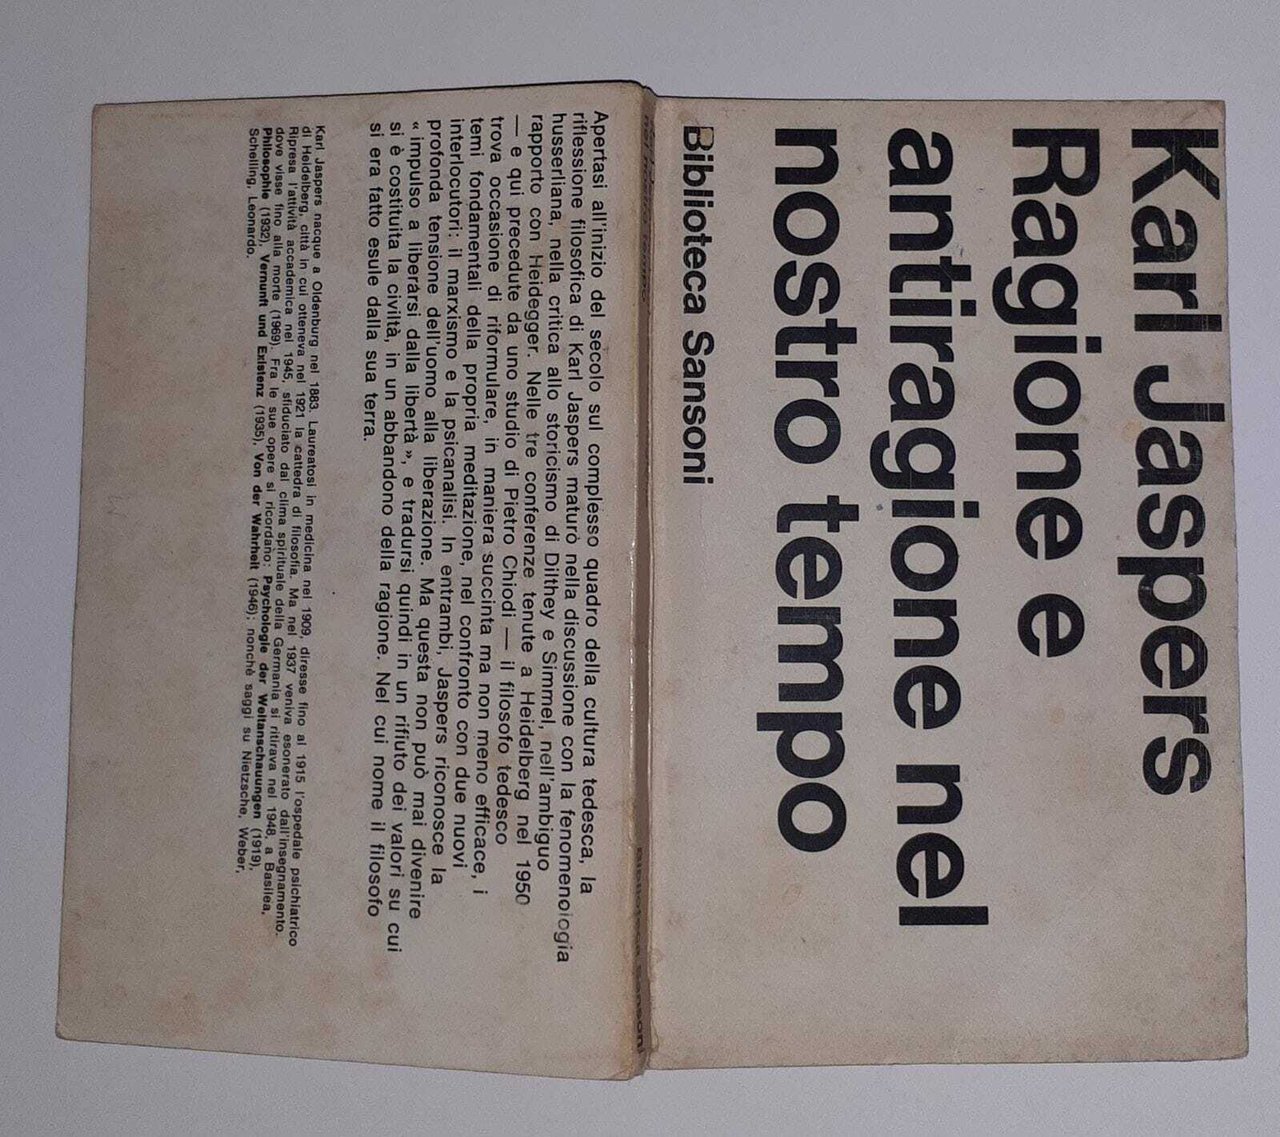 Karl Jaspers
Ragione e
antiragione nel
nostro tempo
Biblioteca Sansoni
Biblioteca Sansoni
Apertasi all'inizio del secolo sul complesso quadro della cultura tedesca, la
riflessione filosofica di Karl Jaspers maturò nella discussione con la fenomenologia
husserliana, nella critica allo storicismo di Dilthey e Simmel, nell'ambiguo
rapporto con Heidegger. Nelle tre conferenze tenute a Heidelberg nel 1950
— e qui precedute da uno studio di Pietro Chiodi — il filosofo tedesco
trova occasione di riformulare, in maniera succinta ma non meno efficace, i
temi fondamentali della propria meditazione, nel confronto con due nuovi
interlocutori: il marxismo e la psicanalisi. In entrambi, Jaspers riconosce la
profonda tensione dell'uomo alla liberazione. Ma questa non può mai divenire
« impulso a liberarsi dalla libertà », e tradursi quindi in un rifiuto dei valori su cui
si è costituita la civiltà, in un abbandono della ragione. Nel cui nome il filosofo
si era fatto esule dalla sua terra.
Karl Jaspers nacque a Oldenburg nel 1883. Laureatosi in medicina nel 1909, diresse fino al 1915 l'ospedale psichiatrico
di Heidelberg, città in cui otteneva nel 1921 la cattedra di filosofia. Ma nel 1937 veniva esonerato dall'insegnamento.
Ripresa l'attività accademica nel 1945, sfiduciato dal clima spirituale della Germania si ritirava nel 1948, a Basilea,
dove visse fino alla morte (1969). Fra le sue opere si ricordano: Psychologie der Weltanschauungen (1919),
Philosophie (1932), Vernunft und Existenz (1935), Von der Wahrheit (1946); nonchè saggi su Nietzsche, Weber,
Schelling, Leonardo.